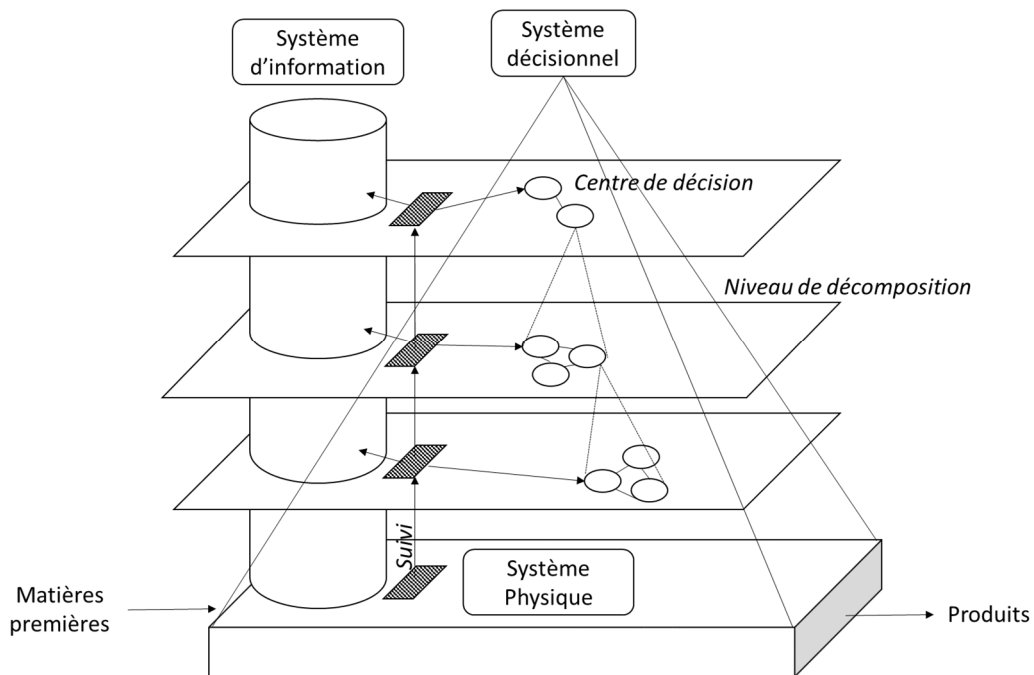 Système
d’information
Système
décisionnel
Centre de décision
Niveau de décomposition
Suivi
Système
Physique
Matières
premières
Produits